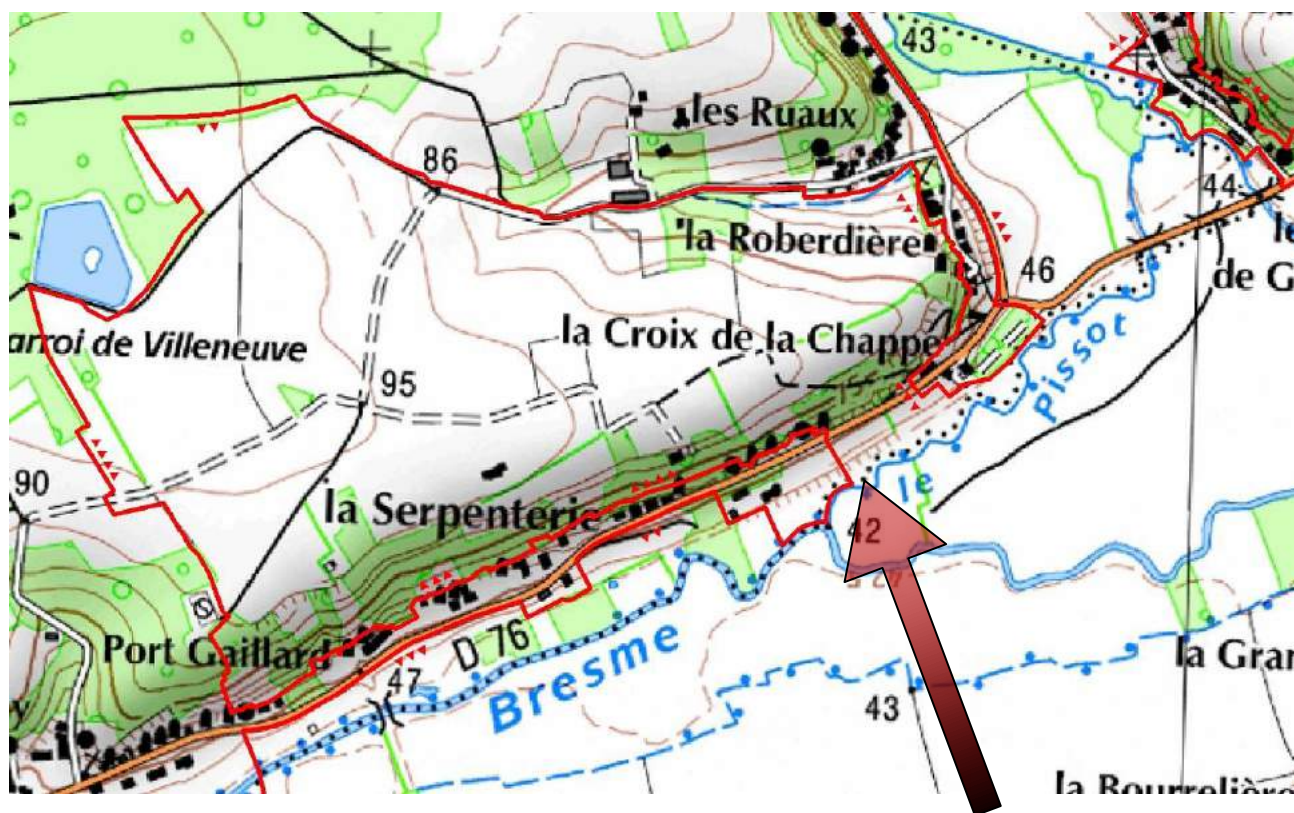 43
les Ruaux
86
44
la Roberdière
46
de G
la Croix de la Chappe
Pissot
le
arroi de Villeneuve
95
90
la Serpenterie
42
Port Gaillard
D 76
47
Bresme
la Gran
43
la Bourrelière